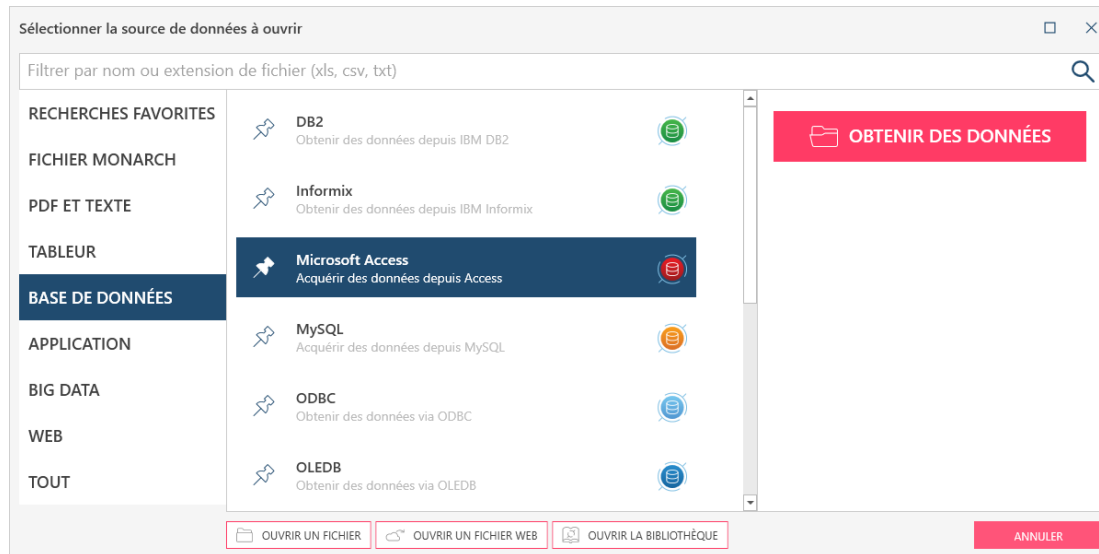 Sélectionner la source de données à ouvrir
Filtrer par nom ou extension de fichier (xls, csv, txt)
RECHERCHES FAVORITES
FICHIER MONARCH
PDF ET TEXTE
TABLEUR
BASE DE DONNÉES
APPLICATION
BIG DATA
WEB
TOUT
DB2
Obtenir des données depuis IBM DB2
Informix
Obtenir des données depuis IBM Informix
Microsoft Access
Acquérir des données depuis Access
MySQL
Acquérir des données depuis MySQL
ODBC
Obtenir des données via ODBC
OLEDB
Obtenir des données via OLEDB
OBTENIR DES DONNÉES
OUVRIR UN FICHIER
OUVRIR UN FICHIER WEB
OUVRIR LA BIBLIOTHÈQUE
ANNULER